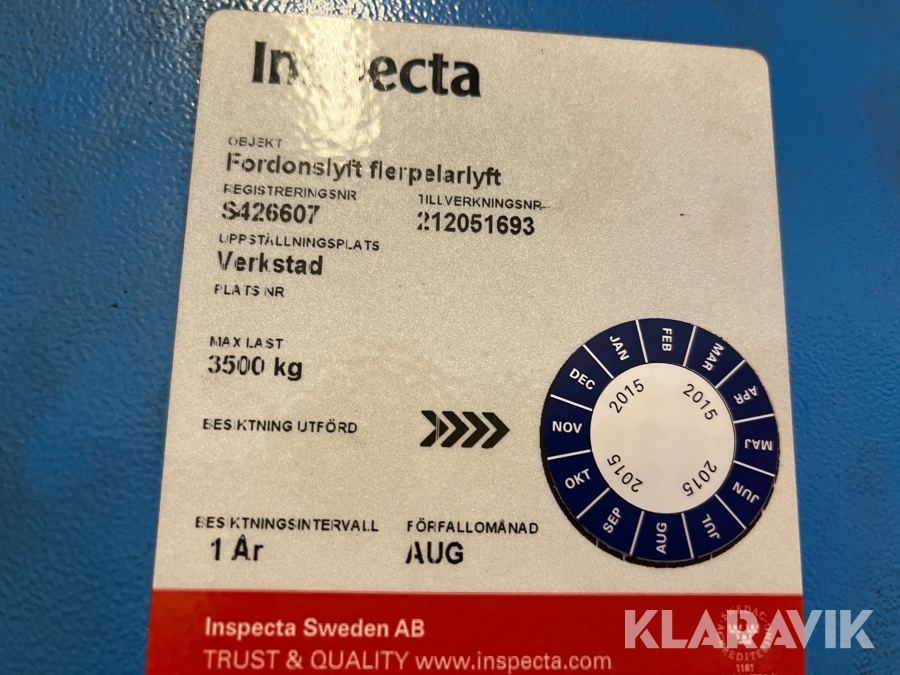 Inspecta
OBJEKT
Fordonslyft flerpelarlyft
REGISTRERINGSNR TILLVERKNINGSNR
S426607 212051693
UPPSTÄLLNINGSPLATS
Verkstad
PLATS NR
MAX LAST
3500 kg
BESIKTNING UTFÖRD
JAN FEB MAR APR MAJ JUN JUL AUG SEP OKT NOV DEC
2015 2015 2015 2015
BESIKTNINGSINTERVALL FÖRFALLOMÅNAD
1 År AUG
Inspecta Sweden AB
TRUST & QUALITY www.inspecta.com
KLARAVIK
1181